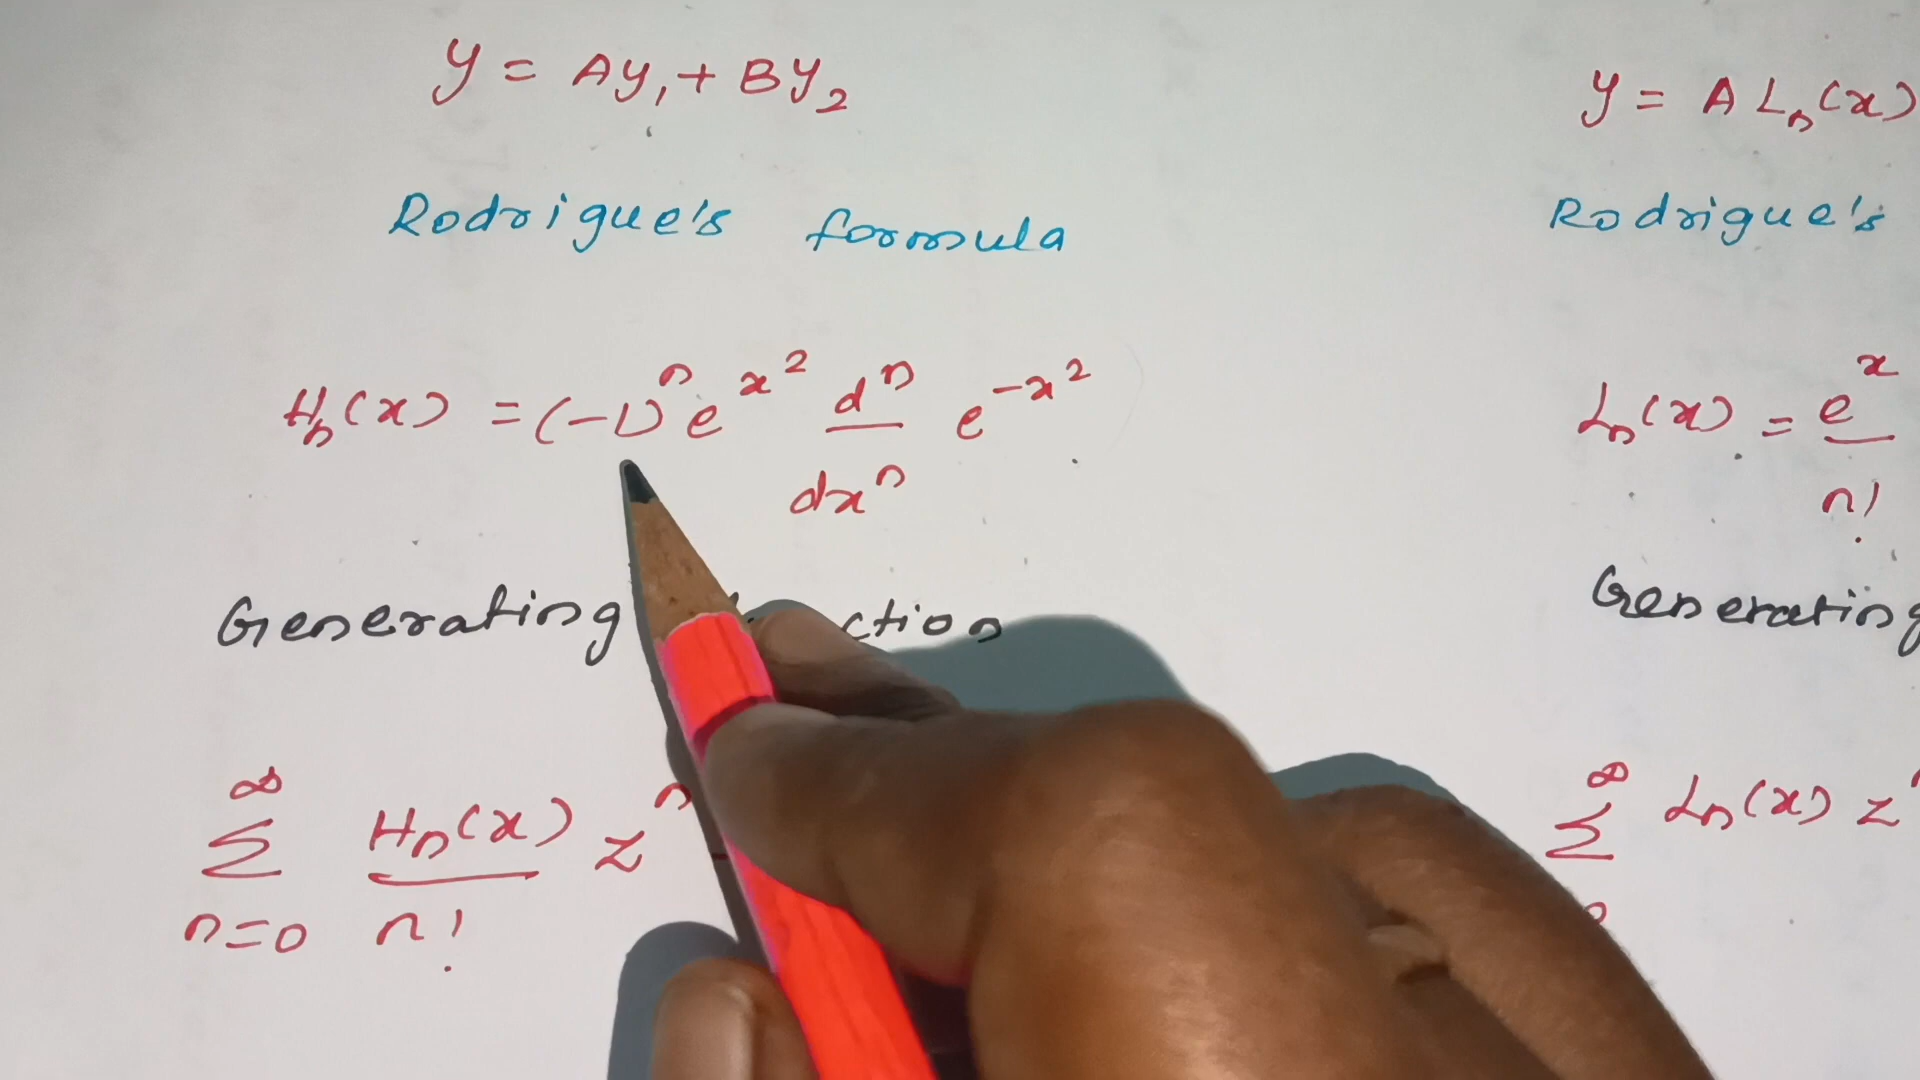 y = Ay₁ + By₂
Rodrigue's formula
Hₙ(x) = (-1)ⁿ e^x² dⁿ/dxⁿ e^-x²
Generating
∞ Σ n=0 Hₙ(x)/n! zⁿ
y = A Lₙ(x)
Rodrigue's
Lₙ(x) = e^x/n!
Generating
∞ Σ Lₙ(x) z